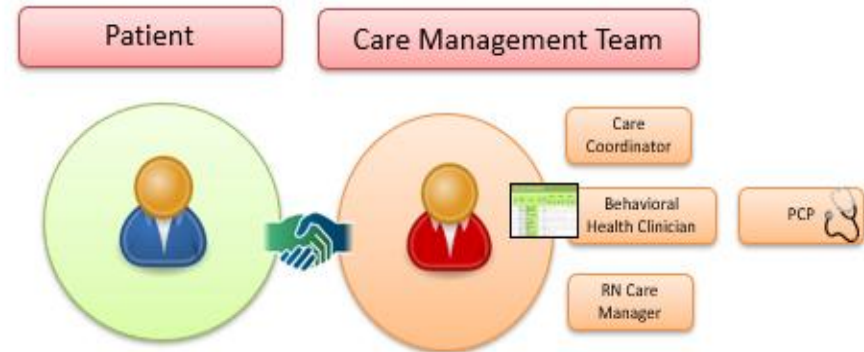 Patient
Care Management Team
Care
Coordinator
Behavioral
Health Clinician
PCP
RN Care
Manager